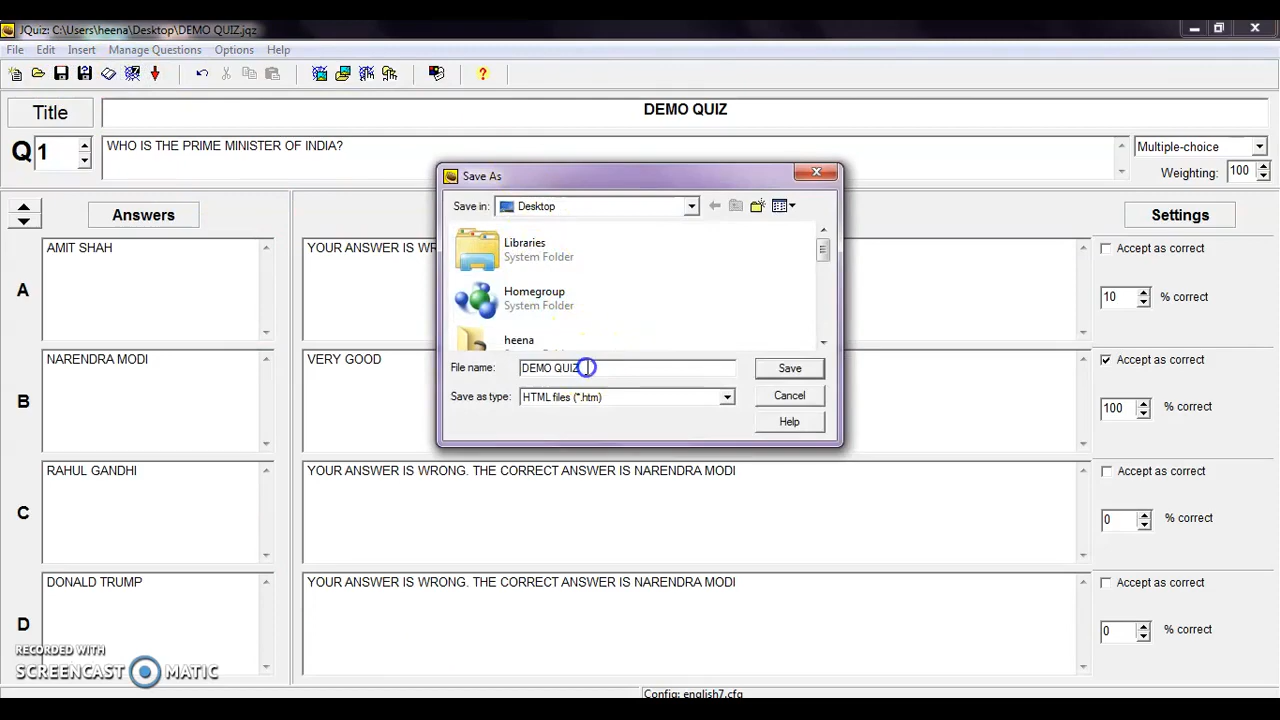 JQuiz: C:\Users\heena\Desktop\DEMO QUIZ.jqz
File Edit Insert Manage Questions Options Help
Title
DEMO QUIZ
Q 1
WHO IS THE PRIME MINISTER OF INDIA?
Multiple-choice
Weighting: 100
Save As
Save in: Desktop
Libraries
System Folder
Homegroup
System Folder
heena
File name: DEMO QUIZ
Save
Save as type: HTML files (*.htm)
Cancel
Help
Answers
Settings
A
AMIT SHAH
YOUR ANSWER IS WR
Accept as correct
10 % correct
B
NARENDRA MODI
VERY GOOD
Accept as correct
100 % correct
C
RAHUL GANDHI
YOUR ANSWER IS WRONG. THE CORRECT ANSWER IS NARENDRA MODI
Accept as correct
0 % correct
D
DONALD TRUMP
YOUR ANSWER IS WRONG. THE CORRECT ANSWER IS NARENDRA MODI
Accept as correct
0 % correct
RECORDED WITH
SCREENCAST MATIC
Config: english7.cfg